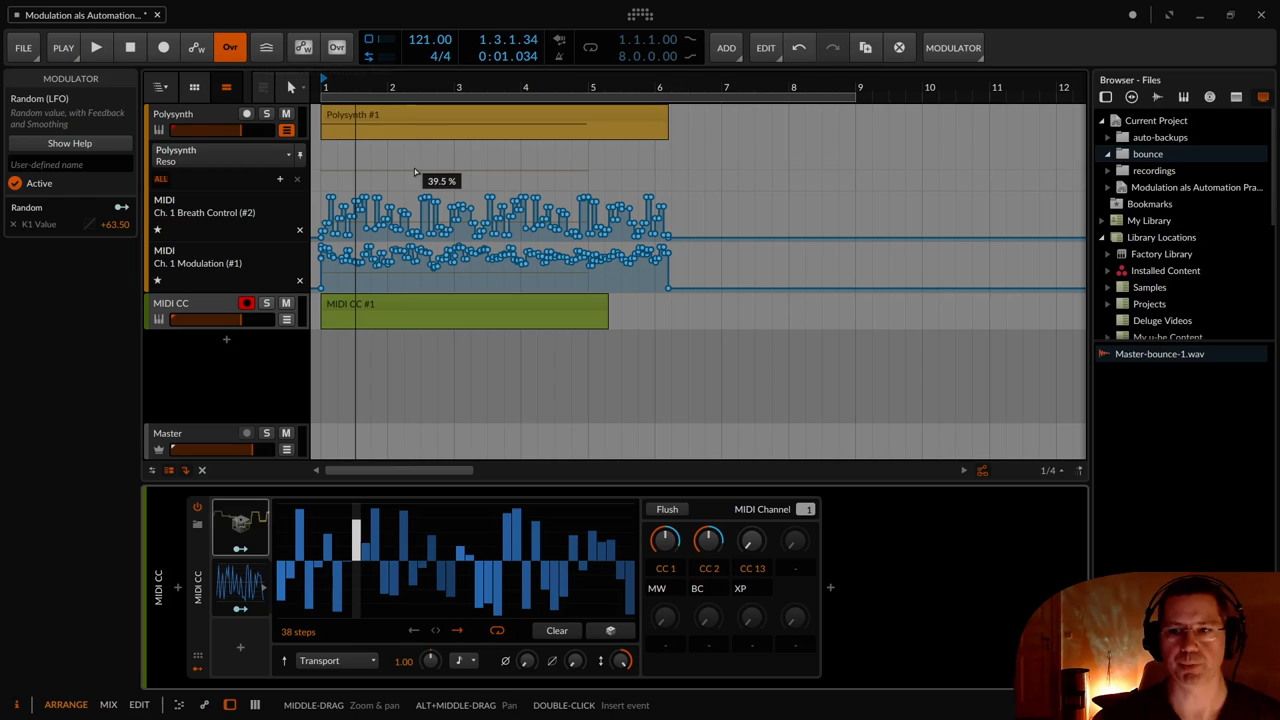 Modulation als Automation... *
FILE
PLAY
Ovr
Ovr
121.00
4/4
1.3.1.34
0:01.034
1.1.1.00
8.0.0.00
ADD
EDIT
MODULATOR
MODULATOR
Random (LFO)
Random value, with Feedback
and Smoothing
Show Help
User-defined name
Active
Random
K1 Value
+63.50
1
2
3
4
5
6
7
8
9
10
11
12
Polysynth
S
M
Polysynth #1
Polysynth
Reso
ALL
39.5 %
MIDI
Ch. 1 Breath Control (#2)
MIDI
Ch. 1 Modulation (#1)
MIDI CC
S
M
MIDI CC #1
Master
S
M
1/4
Browser - Files
Current Project
auto-backups
bounce
recordings
Modulation als Automation Pra...
Bookmarks
My Library
Library Locations
Factory Library
Installed Content
Samples
Projects
Deluge Videos
My u-he Content
Master-bounce-1.wav
MIDI CC
MIDI CC
38 steps
Clear
Transport
1.00
Flush
MIDI Channel
1
CC 1
CC 2
CC 13
-
MW
BC
XP
-
-
-
-
ARRANGE
MIX
EDIT
MIDDLE-DRAG Zoom & pan
ALT+MIDDLE-DRAG Pan
DOUBLE-CLICK Insert event